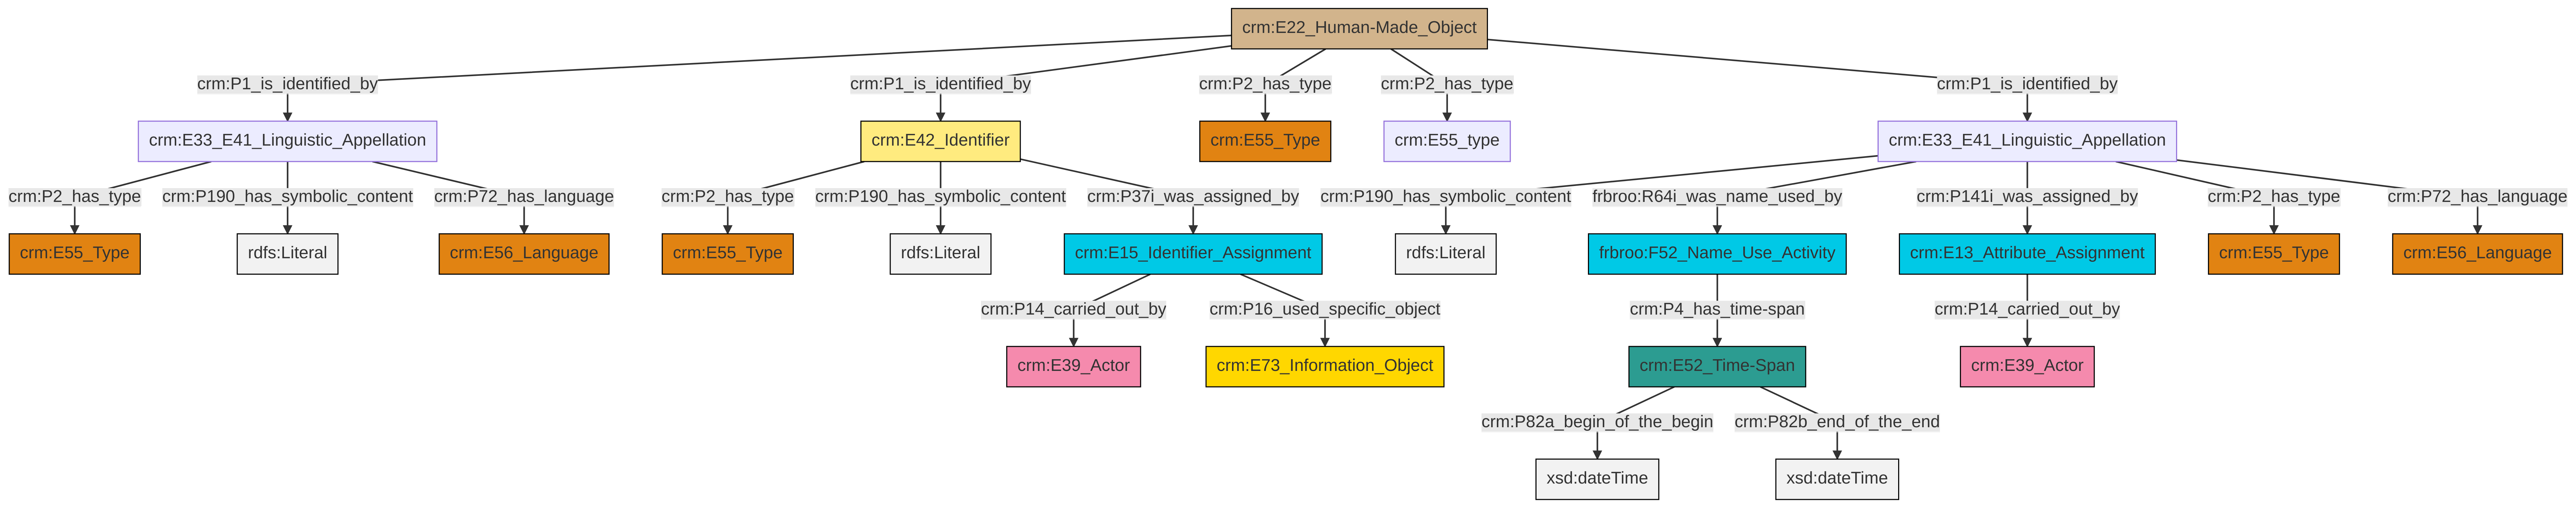 crm:E22_Human-Made_Object
crm:P1_is_identified_by
crm:P1_is_identified_by
crm:P2_has_type
crm:P2_has_type
crm:P1_is_identified_by
crm:E33_E41_Linguistic_Appellation
crm:E42_Identifier
crm:E55_Type
crm:E55_type
crm:E33_E41_Linguistic_Appellation
crm:P2_has_type
crm:P190_has_symbolic_content
crm:P72_has_language
crm:P2_has_type
crm:P190_has_symbolic_content
crm:P37i_was_assigned_by
crm:P190_has_symbolic_content
frbroo:R64i_was_name_used_by
crm:P141i_was_assigned_by
crm:P2_has_type
crm:P72_has_language
crm:E55_Type
rdfs:Literal
crm:E56_Language
crm:E55_Type
rdfs:Literal
crm:E15_Identifier_Assignment
rdfs:Literal
frbroo:F52_Name_Use_Activity
crm:E13_Attribute_Assignment
crm:E55_Type
crm:E56_Language
crm:P14_carried_out_by
crm:P16_used_specific_object
crm:P4_has_time-span
crm:P14_carried_out_by
crm:E39_Actor
crm:E73_Information_Object
crm:E52_Time-Span
crm:E39_Actor
crm:P82a_begin_of_the_begin
crm:P82b_end_of_the_end
xsd:dateTime
xsd:dateTime